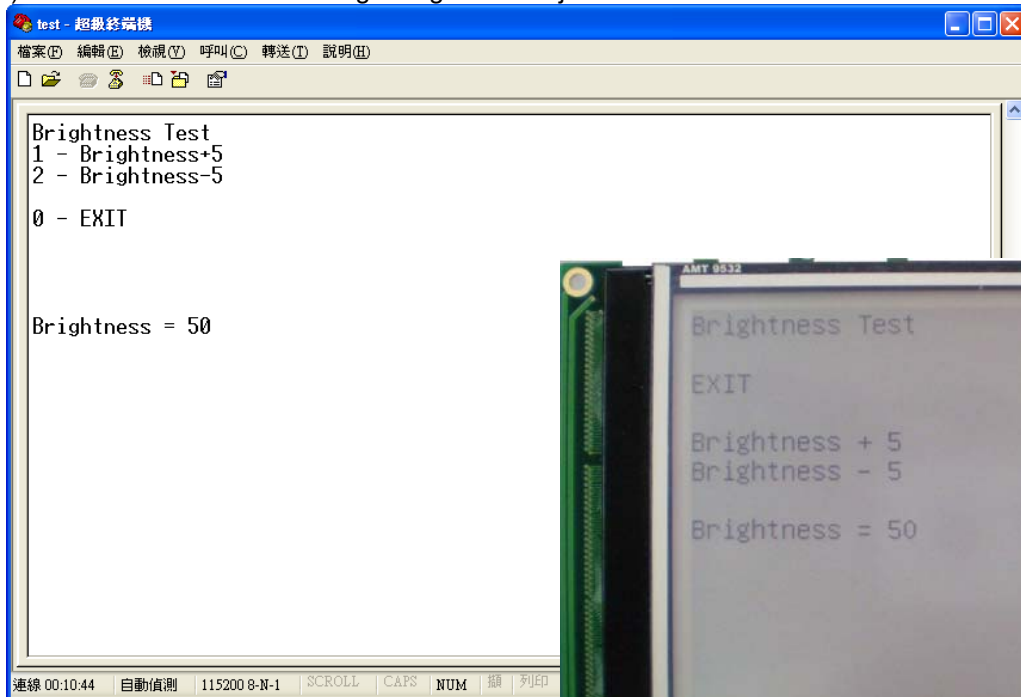 test - 超級終端機
檔案(F) 編輯(E) 檢視(V) 呼叫(C) 轉送(T) 說明(H)
Brightness Test
1 - Brightness+5
2 - Brightness-5
0 - EXIT
Brightness = 50
AMT 9532
Brightness Test
EXIT
Brightness + 5
Brightness - 5
Brightness = 50
連線 00:10:44 自動偵測 115200 8-N-1 SCROLL CAPS NUM 擷 列印